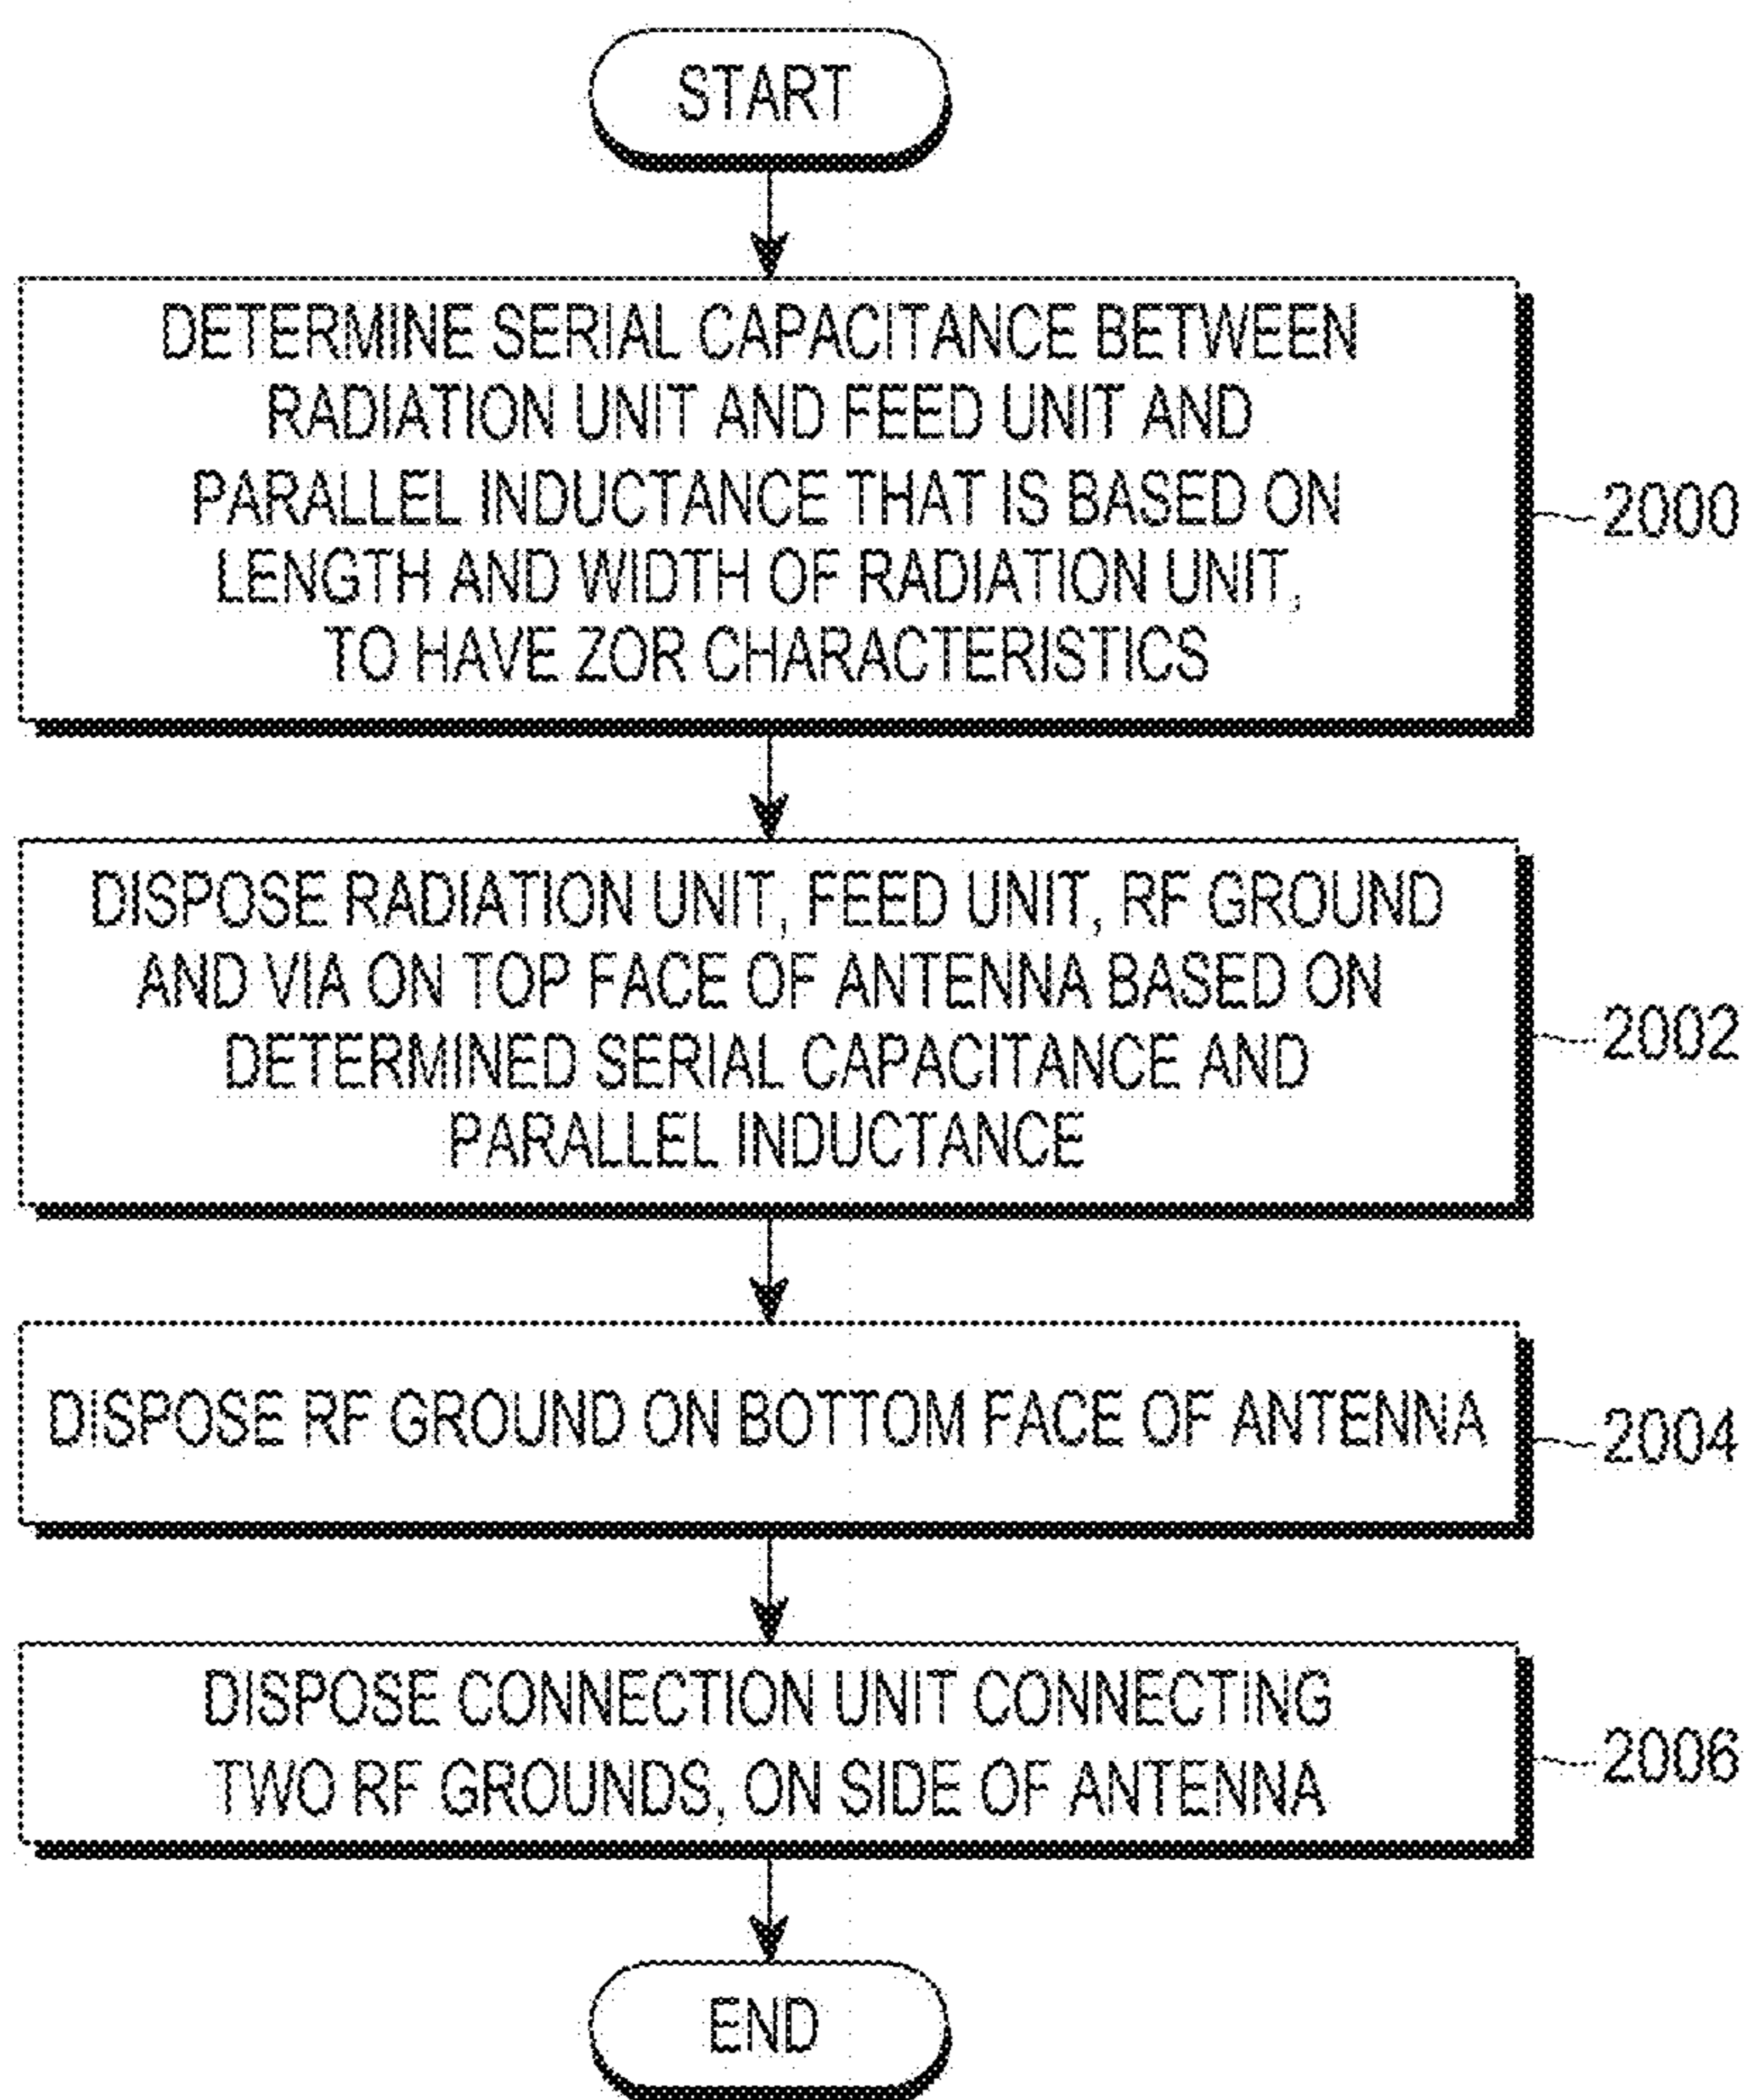 START
DETERMINE SERIAL CAPACITANCE BETWEEN
RADIATION UNIT AND FEED UNIT AND
PARALLEL INDUCTANCE THAT IS BASED ON
LENGTH AND WIDTH OF RADIATION UNIT,
TO HAVE ZOR CHARACTERISTICS
2000
DISPOSE RADIATION UNIT, FEED UNIT, RF GROUND
AND VIA ON TOP FACE OF ANTENNA BASED ON
DETERMINED SERIAL CAPACITANCE AND
PARALLEL INDUCTANCE
2002
DISPOSE RF GROUND ON BOTTOM FACE OF ANTENNA
2004
DISPOSE CONNECTION UNIT CONNECTING
TWO RF GROUNDS, ON SIDE OF ANTENNA
2006
END